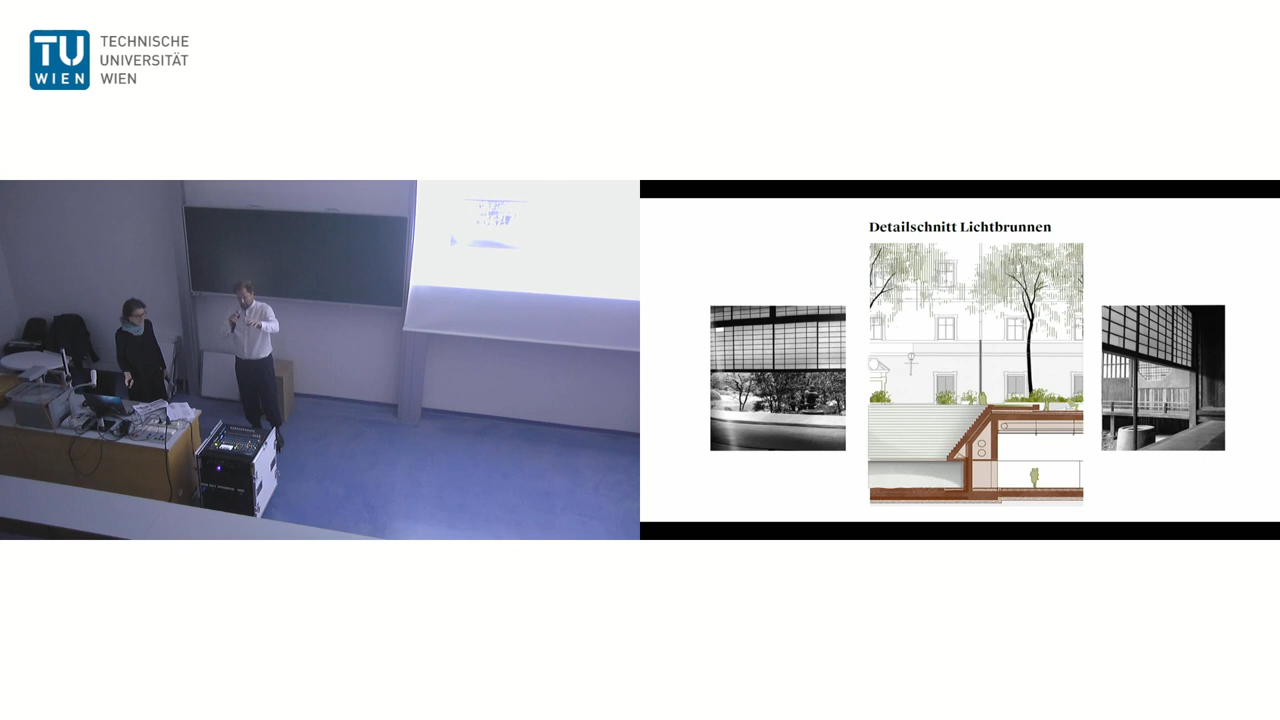 TU
WIEN
TECHNISCHE
UNIVERSITÄT
WIEN
Detailschnitt Lichtbrunnen